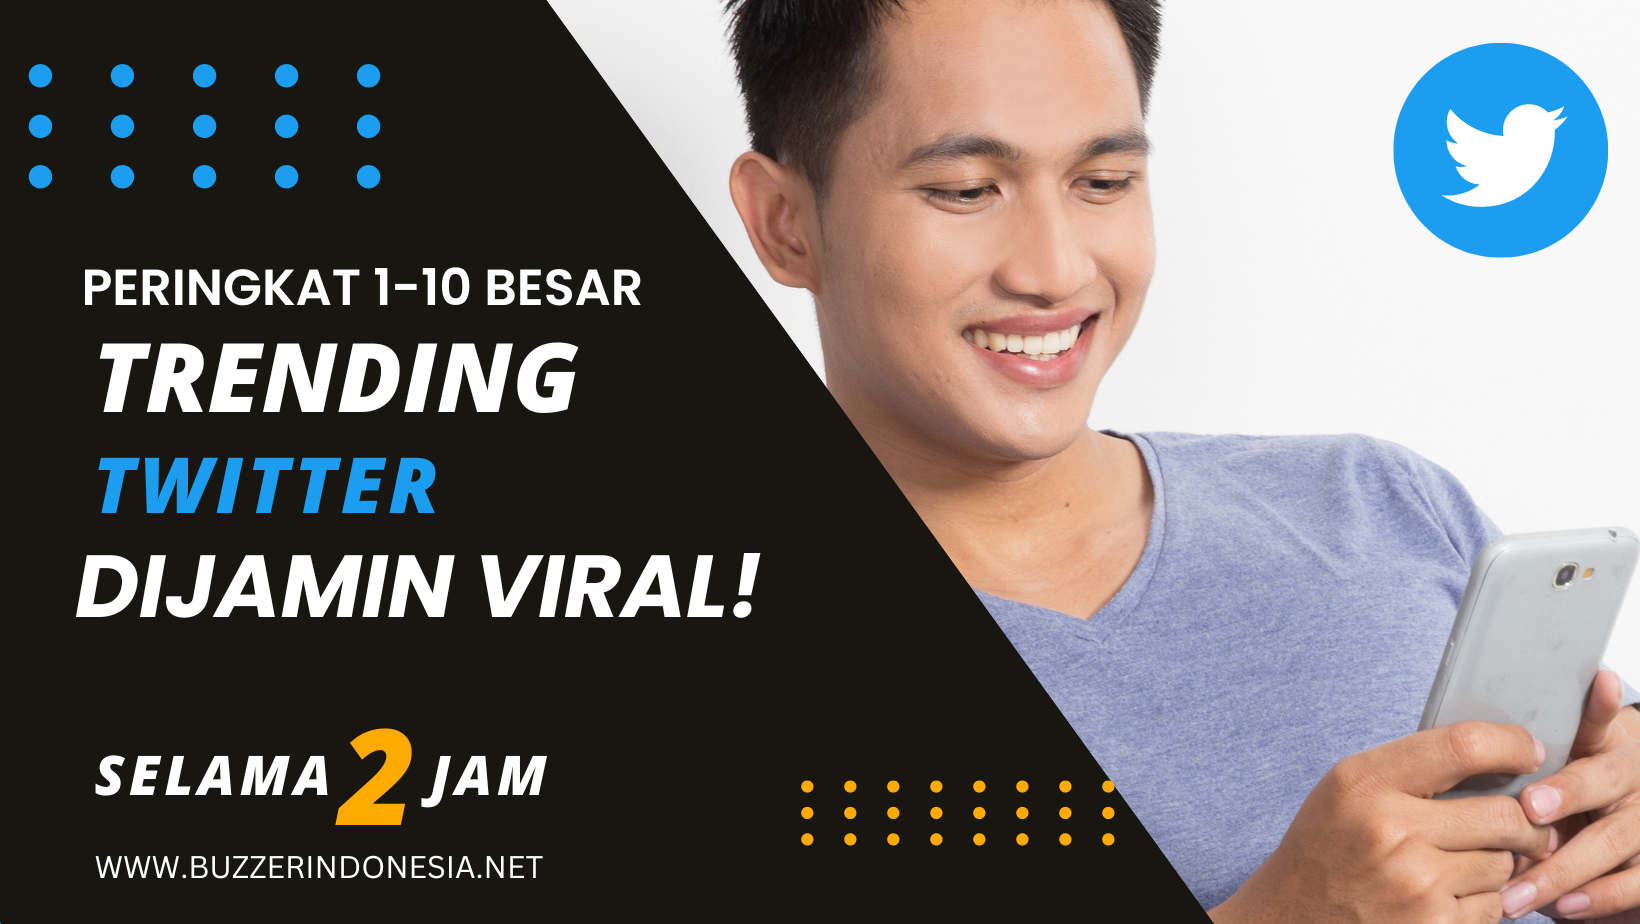 PERINGKAT 1-10 BESAR
TRENDING
TWITTER
DIJAMIN VIRAL!
SELAMA 2 JAM
WWW.BUZZERINDONESIA.NET